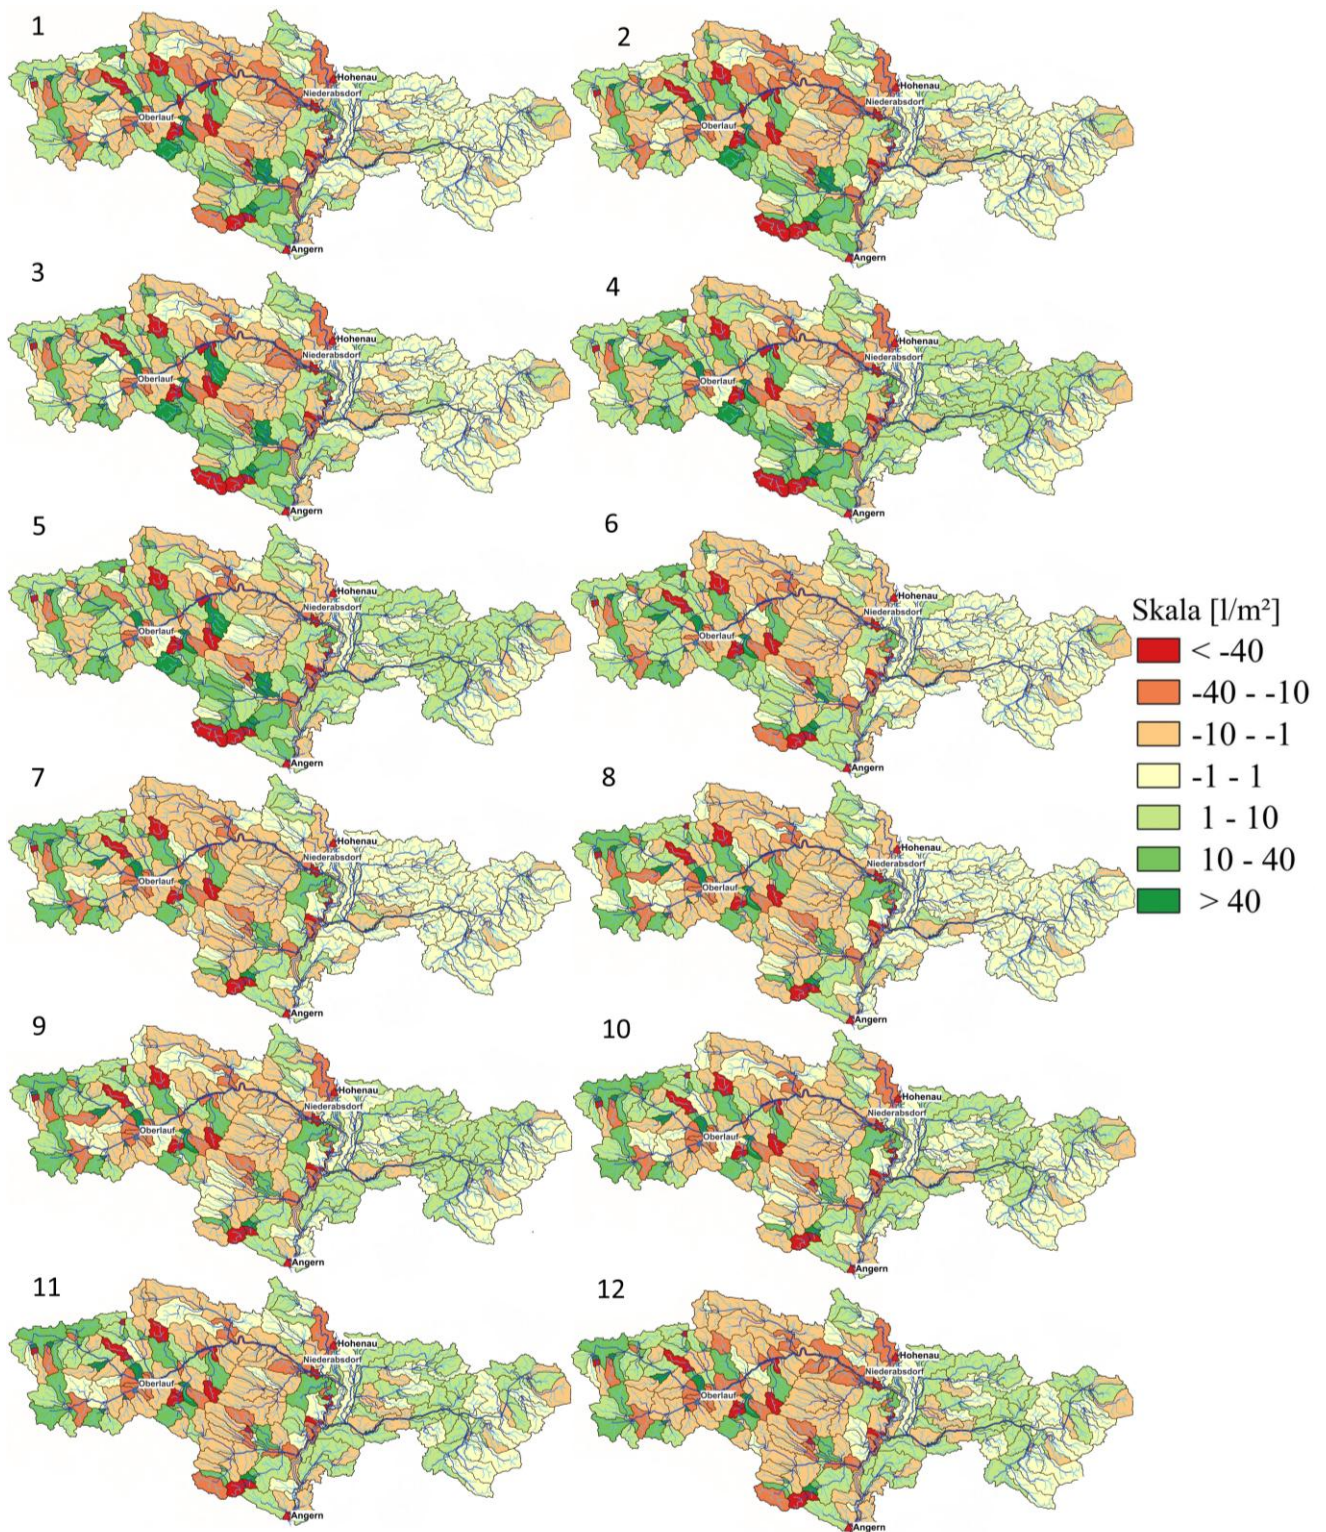 1
Hohenau
Niederabsdorf
Oberlauf
Angern
2
Hohenau
Niederabsdorf
Oberlauf
Angern
3
Hohenau
Niederabsdorf
Oberlauf
Angern
4
Hohenau
Niederabsdorf
Oberlauf
Angern
5
Hohenau
Niederabsdorf
Oberlauf
Angern
6
Hohenau
Niederabsdorf
Oberlauf
Angern
7
Hohenau
Niederabsdorf
Oberlauf
Angern
8
Hohenau
Niederabsdorf
Oberlauf
Angern
9
Hohenau
Niederabsdorf
Oberlauf
Angern
10
Hohenau
Niederabsdorf
Oberlauf
Angern
11
Hohenau
Niederabsdorf
Oberlauf
Angern
12
Hohenau
Niederabsdorf
Oberlauf
Angern
Skala [l/m²]
< -40
-40 - -10
-10 - -1
-1 - 1
1 - 10
10 - 40
> 40